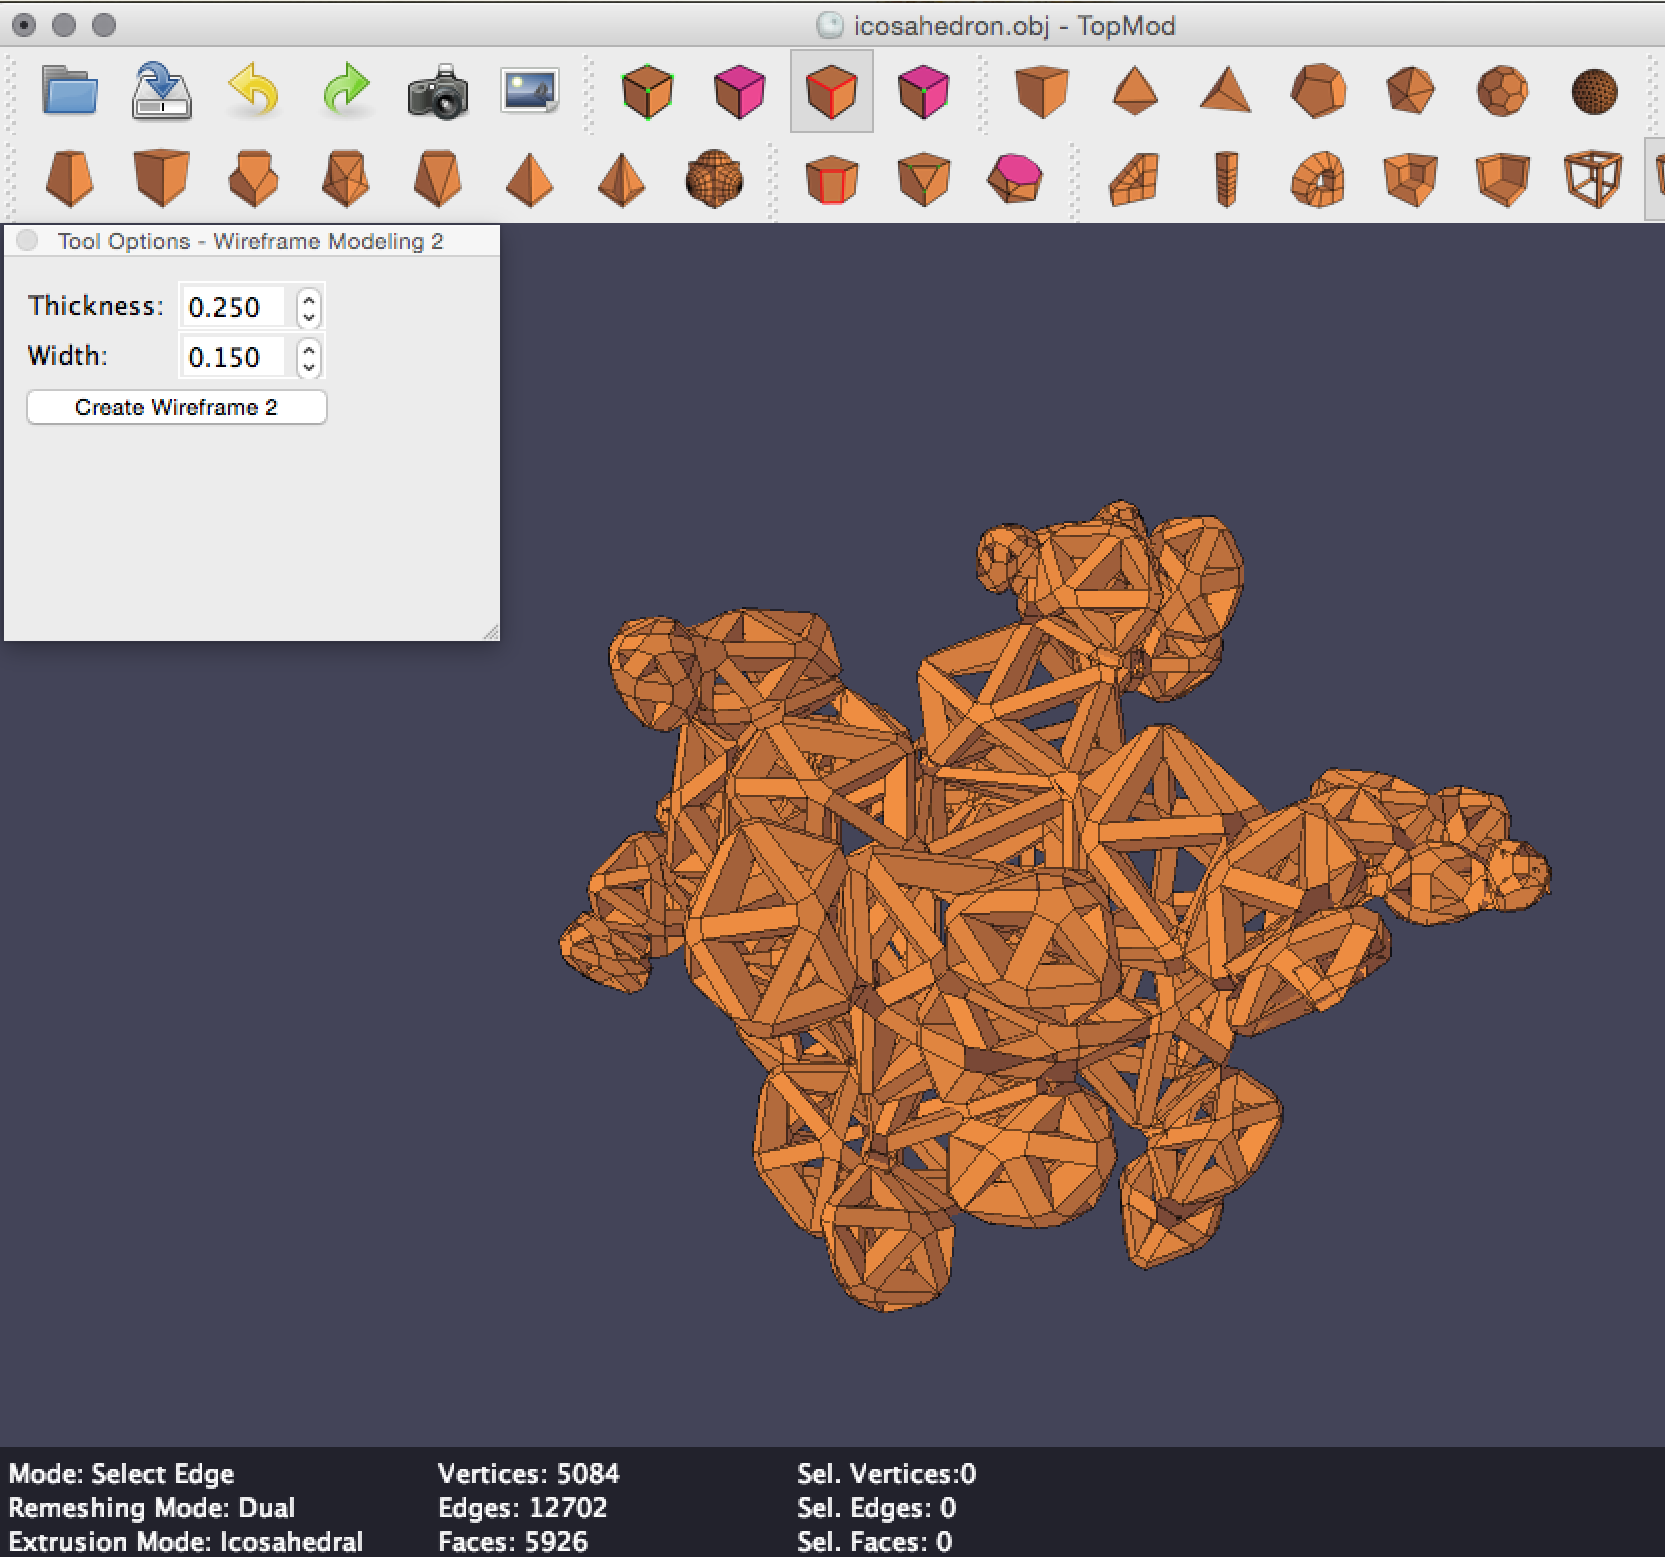 icosahedron.obj - TopMod
Tool Options - Wireframe Modeling 2
Thickness: 0.250
Width: 0.150
Create Wireframe 2
Mode: Select Edge Vertices: 5084 Sel. Vertices:0
Remeshing Mode: Dual Edges: 12702 Sel. Edges: 0
Extrusion Mode: Icosahedral Faces: 5926 Sel. Faces: 0